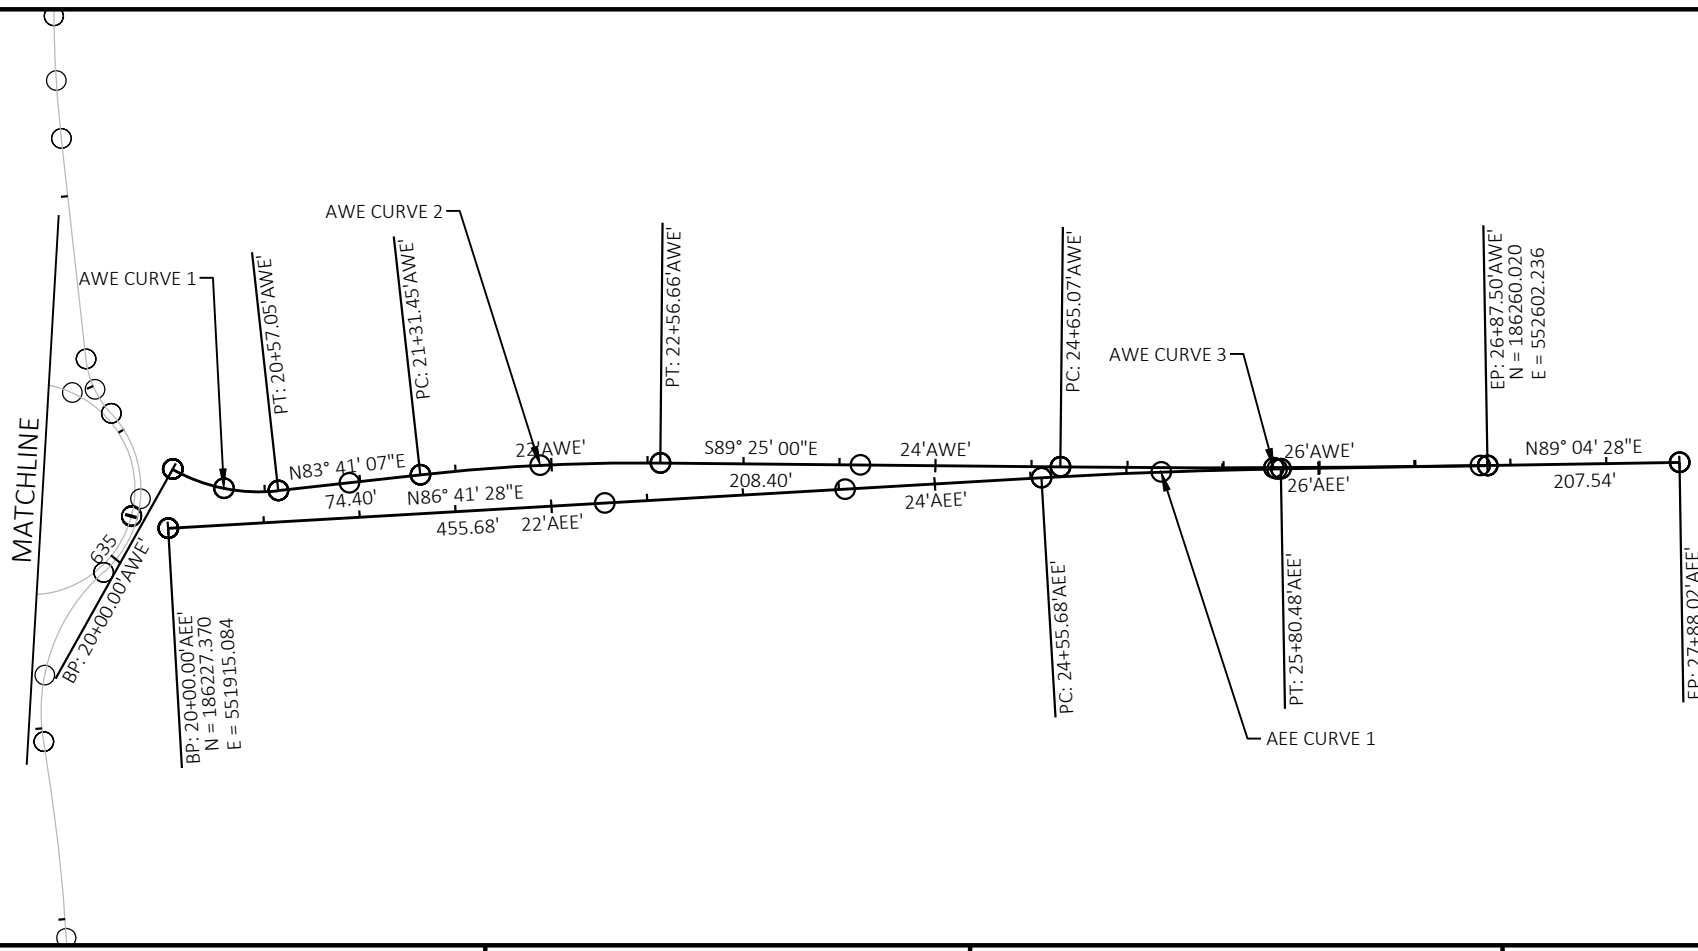 AWE CURVE 2
AWE CURVE 1
PT: 20+57.05'AWE'
PC: 21+31.45'AWE'
PT: 22+56.66'AWE'
PC: 24+65.07'AWE'
AWE CURVE 3
EP: 26+87.50'AWE'
N = 186260.020
E = 552602.236
MATCHLINE
N83° 41' 07"E
74.40'
22'AWE'
S89° 25' 00"E
208.40'
24'AWE'
26'AWE'
N89° 04' 28"E
207.54'
N86° 41' 28"E
455.68'
22'AEE'
24'AEE'
26'AEE'
635
BP: 20+00.00'AWE'
BP: 20+00.00'AEE'
N = 186227.370
E = 551915.084
PC: 24+55.68'AEE'
PT: 25+80.48'AEE'
EP: 27+88.02'AEE'
AEE CURVE 1